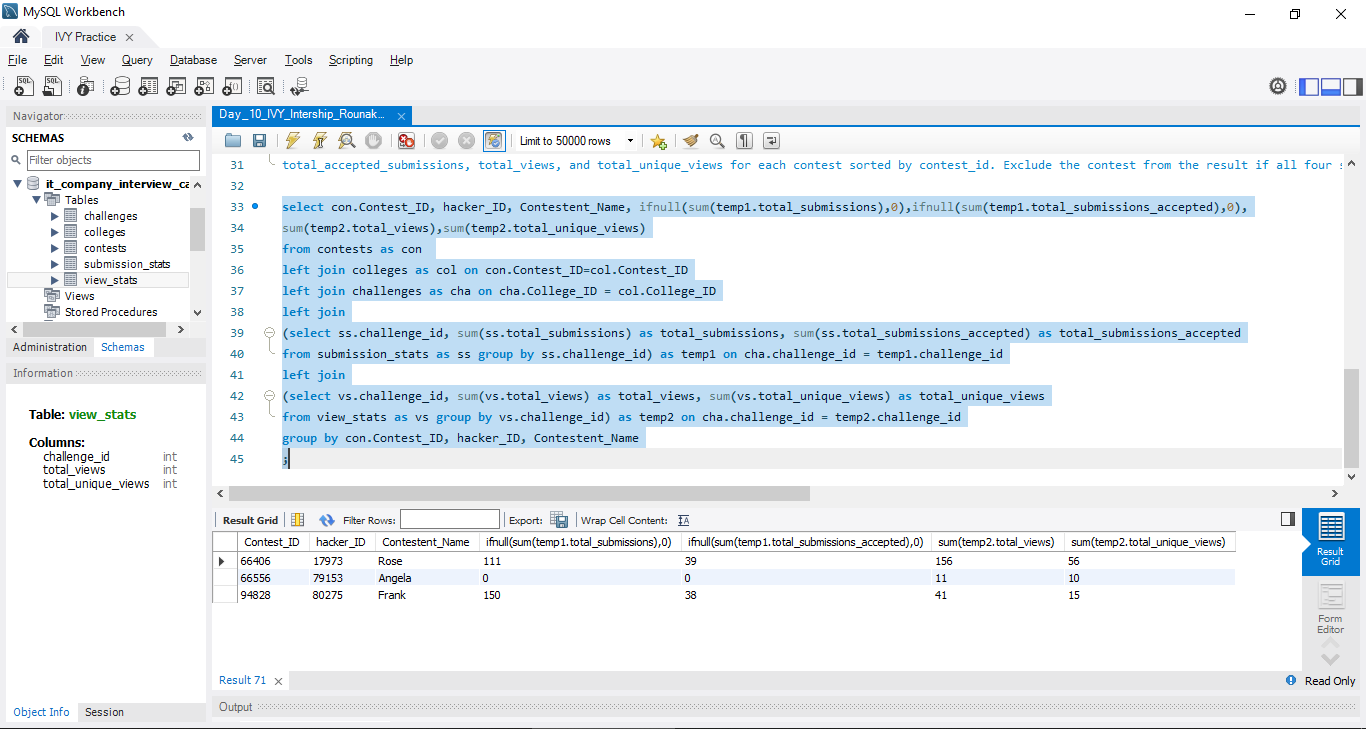 MySQL Workbench
IVY Practice
File Edit View Query Database Server Tools Scripting Help
Navigator
SCHEMAS
Filter objects
it_company_interview_ca
Tables
challenges
colleges
contests
submission_stats
view_stats
Views
Stored Procedures
Administration Schemas
Information
Table: view_stats
Columns:
challenge_id int
total_views int
total_unique_views int
Object Info Session
Day_10_IVY_Intership_Rounak...
Limit to 50000 rows
31 total_accepted_submissions, total_views, and total_unique_views for each contest sorted by contest_id. Exclude the contest from the result if all four s
32
33 select con.Contest_ID, hacker_ID, Contestent_Name, ifnull(sum(temp1.total_submissions),0),ifnull(sum(temp1.total_submissions_accepted),0),
34 sum(temp2.total_views),sum(temp2.total_unique_views)
35 from contests as con
36 left join colleges as col on con.Contest_ID=col.Contest_ID
37 left join challenges as cha on cha.College_ID = col.College_ID
38 left join
39 (select ss.challenge_id, sum(ss.total_submissions) as total_submissions, sum(ss.total_submissions_accepted) as total_submissions_accepted
40 from submission_stats as ss group by ss.challenge_id) as temp1 on cha.challenge_id = temp1.challenge_id
41 left join
42 (select vs.challenge_id, sum(vs.total_views) as total_views, sum(vs.total_unique_views) as total_unique_views
43 from view_stats as vs group by vs.challenge_id) as temp2 on cha.challenge_id = temp2.challenge_id
44 group by con.Contest_ID, hacker_ID, Contestent_Name
45 ;
Result Grid Filter Rows: Export: Wrap Cell Content:
Contest_ID hacker_ID Contestent_Name ifnull(sum(temp1.total_submissions),0) ifnull(sum(temp1.total_submissions_accepted),0) sum(temp2.total_views) sum(temp2.total_unique_views)
66406 17973 Rose 111 39 156 56
66556 79153 Angela 0 0 11 10
94828 80275 Frank 150 38 41 15
Result
Grid
Form
Editor
Result 71
Read Only
Output